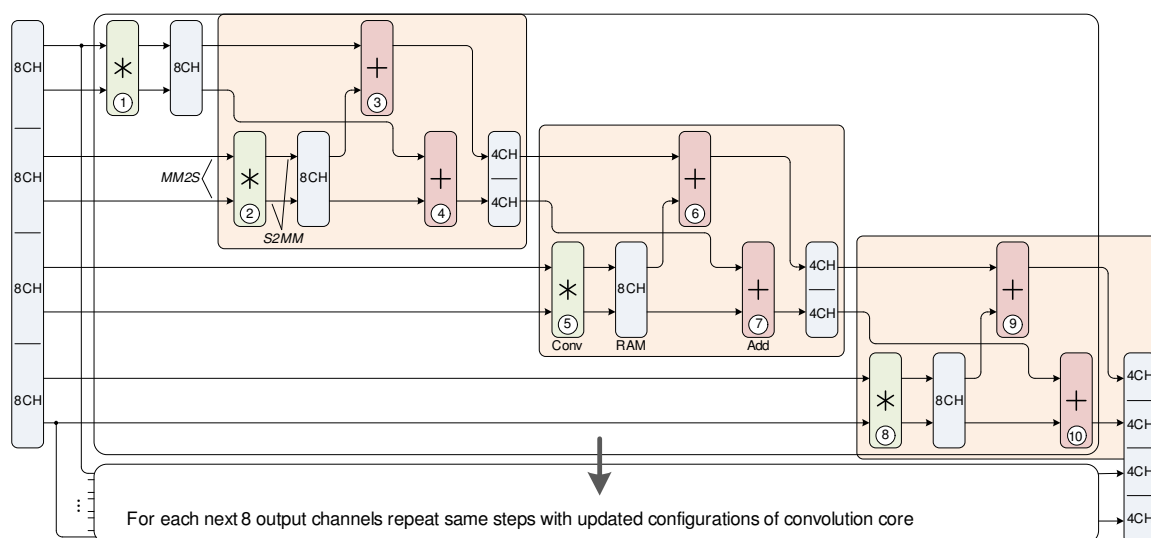 8CH
8CH
8CH
8CH
*
1
8CH
+
3
MM2S
*
2
8CH
S2MM
+
4
4CH
4CH
+
6
*
5
Conv
8CH
RAM
+
7
Add
4CH
4CH
+
9
*
8
8CH
+
10
4CH
4CH
4CH
4CH
...
For each next 8 output channels repeat same steps with updated configurations of convolution core